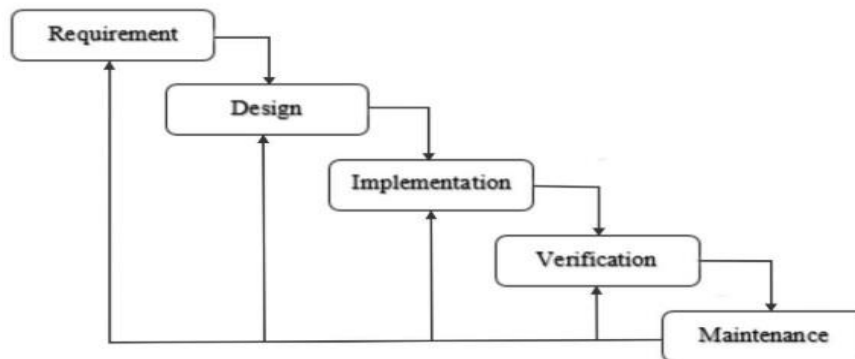 Requirement
Design
Implementation
Verification
Maintenance